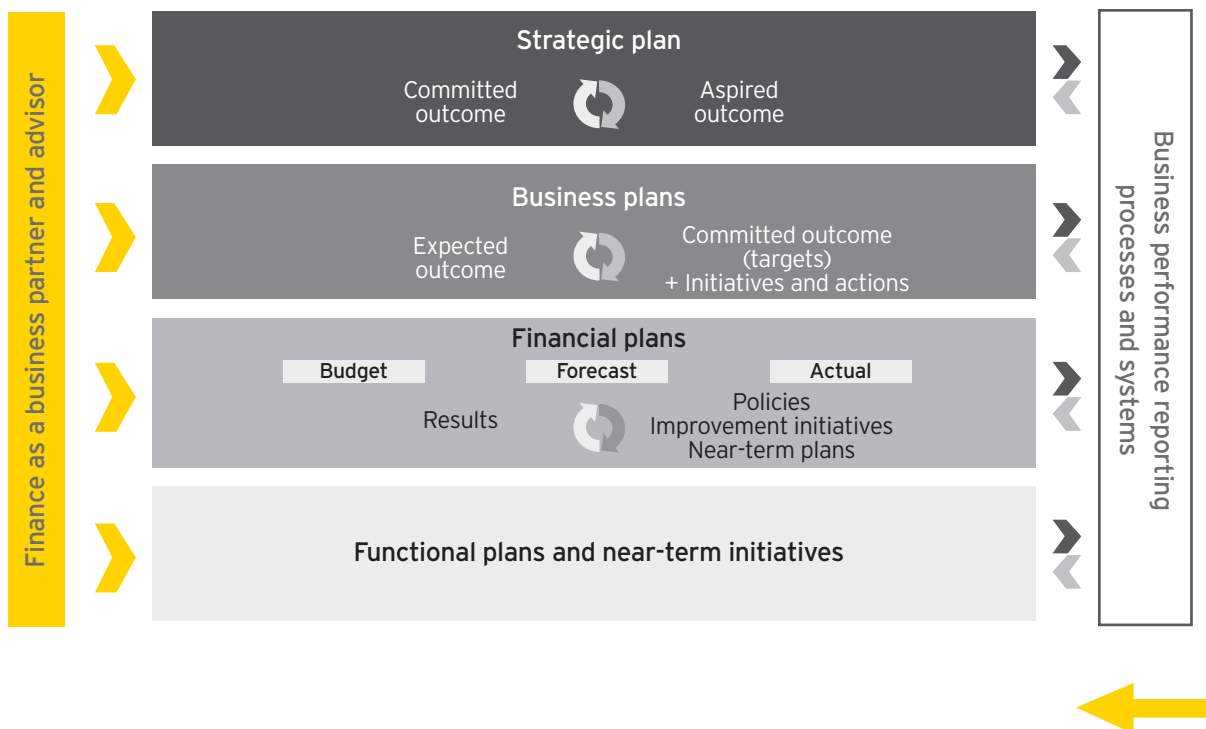 Finance as a business partner and advisor
Strategic plan
Committed
outcome
Aspired
outcome
Business plans
Expected
outcome
Committed outcome
(targets)
+ Initiatives and actions
Financial plans
Budget
Forecast
Actual
Results
Policies
Improvement initiatives
Near-term plans
Functional plans and near-term initiatives
Business performance reporting
processes and systems